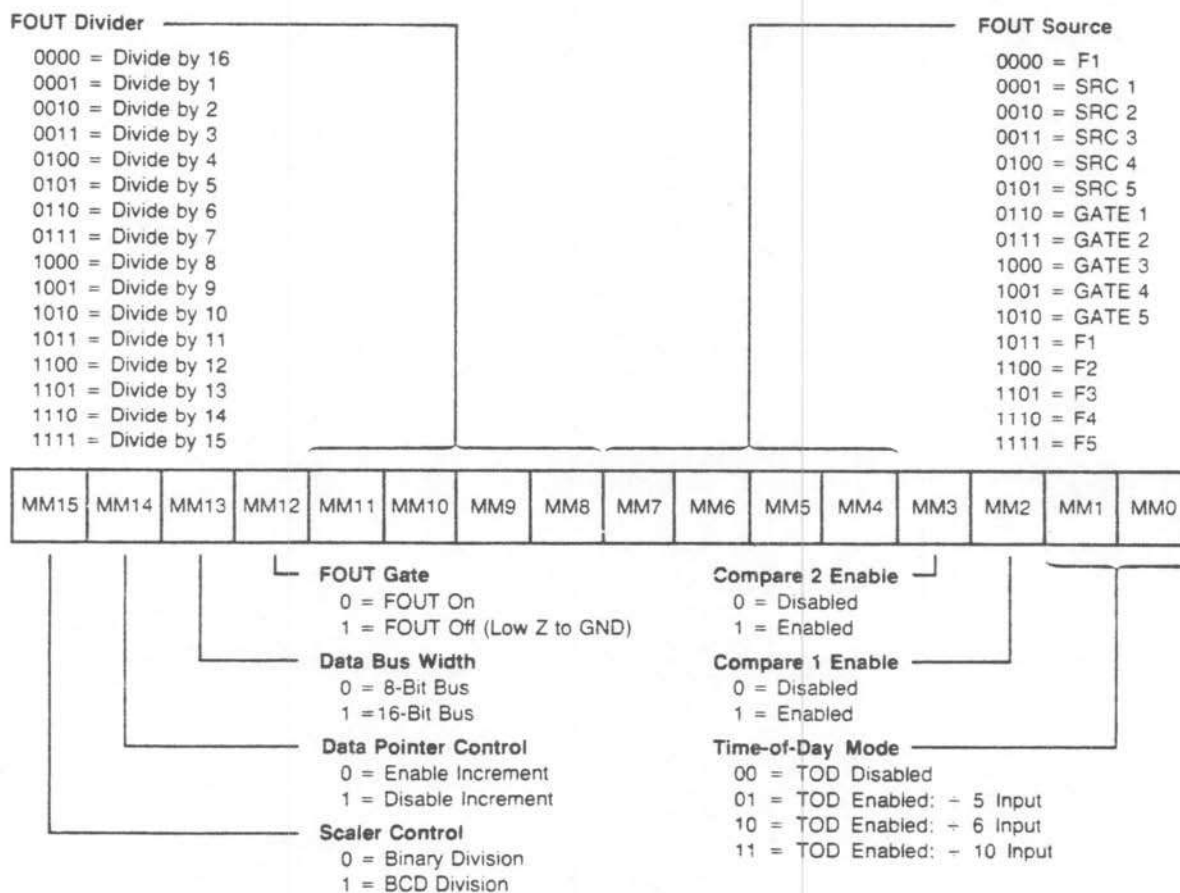 FOUT Divider
0000 = Divide by 16
0001 = Divide by 1
0010 = Divide by 2
0011 = Divide by 3
0100 = Divide by 4
0101 = Divide by 5
0110 = Divide by 6
0111 = Divide by 7
1000 = Divide by 8
1001 = Divide by 9
1010 = Divide by 10
1011 = Divide by 11
1100 = Divide by 12
1101 = Divide by 13
1110 = Divide by 14
1111 = Divide by 15
FOUT Source
0000 = F1
0001 = SRC 1
0010 = SRC 2
0011 = SRC 3
0100 = SRC 4
0101 = SRC 5
0110 = GATE 1
0111 = GATE 2
1000 = GATE 3
1001 = GATE 4
1010 = GATE 5
1011 = F1
1100 = F2
1101 = F3
1110 = F4
1111 = F5
MM15 MM14 MM13 MM12 MM11 MM10 MM9 MM8 MM7 MM6 MM5 MM4 MM3 MM2 MM1 MM0
FOUT Gate
0 = FOUT On
1 = FOUT Off (Low Z to GND)
Data Bus Width
0 = 8-Bit Bus
1 =16-Bit Bus
Data Pointer Control
0 = Enable Increment
1 = Disable Increment
Scaler Control
0 = Binary Division
1 = BCD Division
Compare 2 Enable
0 = Disabled
1 = Enabled
Compare 1 Enable
0 = Disabled
1 = Enabled
Time-of-Day Mode
00 = TOD Disabled
01 = TOD Enabled: ÷ 5 Input
10 = TOD Enabled: ÷ 6 Input
11 = TOD Enabled: ÷ 10 Input